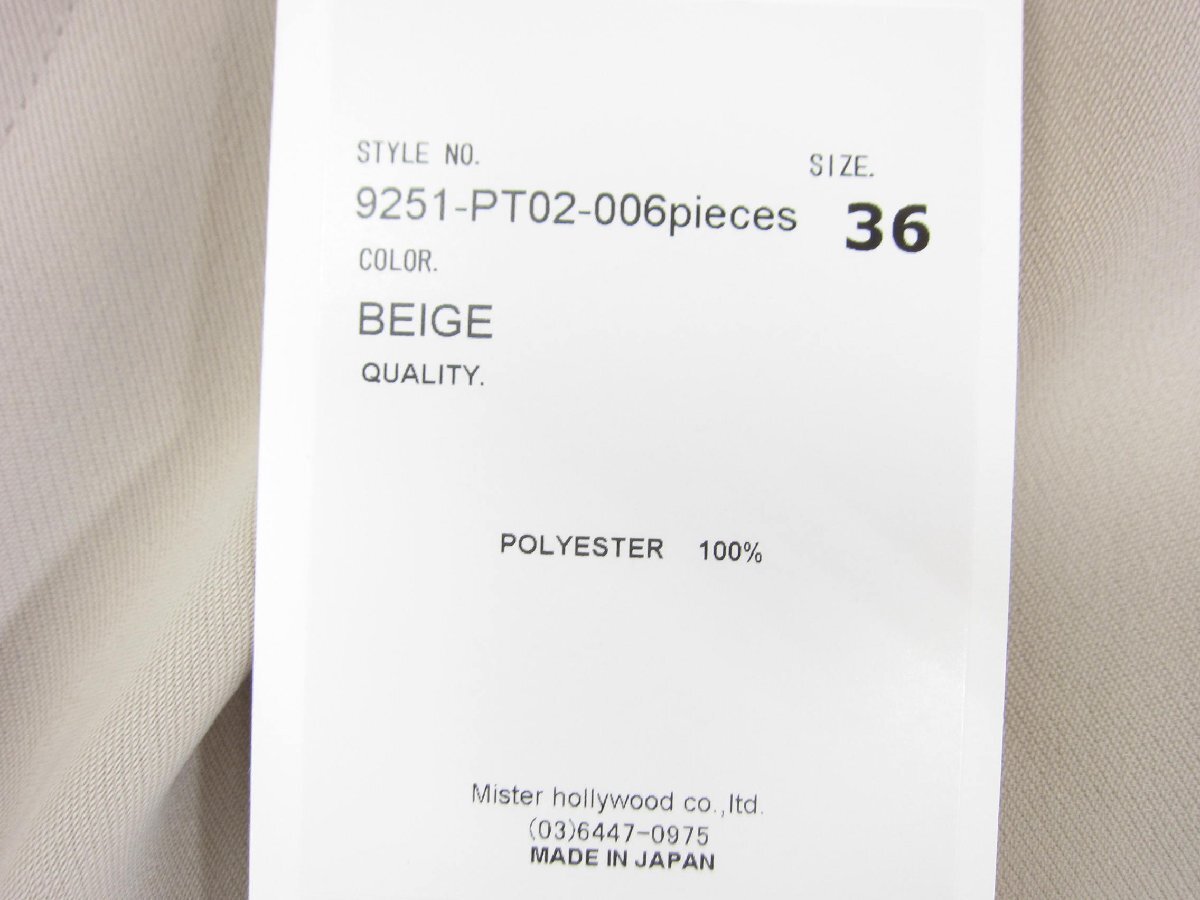 STYLE NO. SIZE.
9251-PT02-006pieces 36
COLOR.
BEIGE
QUALITY.
POLYESTER 100%
Mister hollywood co.,ltd.
(03)6447-0975
MADE IN JAPAN